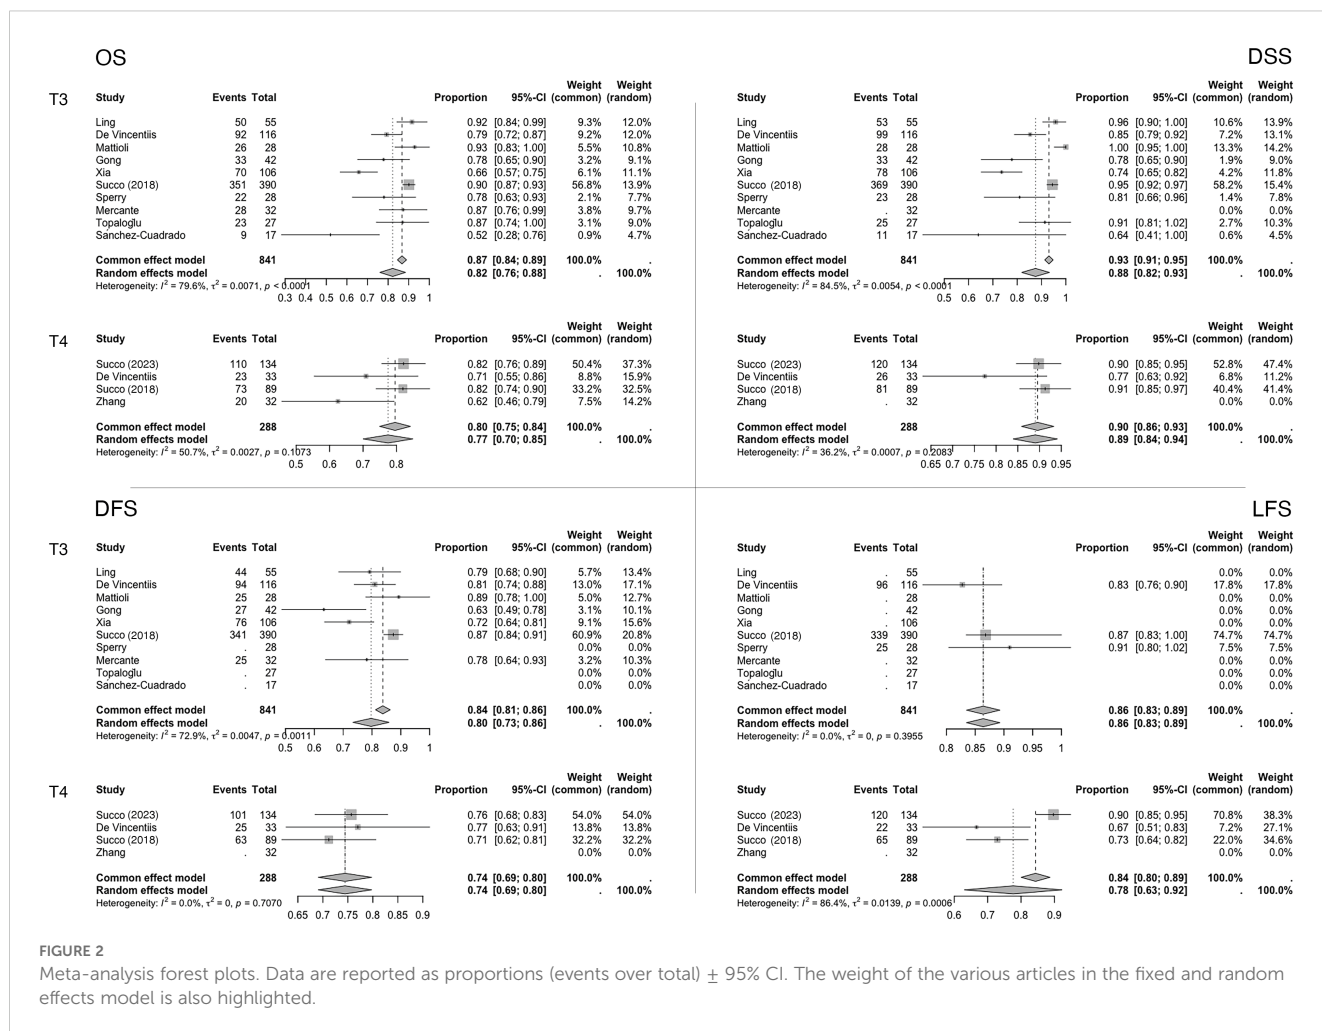 OS
T3
Weight Weight
Study Events Total Proportion 95%-CI (common) (random)
Ling 50 55 0.92 [0.84; 0.99] 9.3% 12.0%
De Vincentiis 92 116 0.79 [0.72; 0.87] 9.2% 12.0%
Mattioli 26 28 0.93 [0.83; 1.00] 5.5% 10.8%
Gong 33 42 0.78 [0.65; 0.90] 3.2% 9.1%
Xia 70 106 0.66 [0.57; 0.75] 6.1% 11.1%
Succo (2018) 351 390 0.90 [0.87; 0.93] 56.8% 13.9%
Sperry 22 28 0.78 [0.63; 0.93] 2.1% 7.7%
Mercante 28 32 0.87 [0.76; 0.99] 3.8% 9.7%
Topaloğlu 23 27 0.87 [0.74; 1.00] 3.1% 9.0%
Sanchez-Cuadrado 9 17 0.52 [0.28; 0.76] 0.9% 4.7%
Common effect model 841 0.87 [0.84; 0.89] 100.0% .
Random effects model 0.82 [0.76; 0.88] . 100.0%
Heterogeneity: I² = 79.6%, τ² = 0.0071, p < 0.0001
0.3 0.4 0.5 0.6 0.7 0.8 0.9 1
T4
Weight Weight
Study Events Total Proportion 95%-CI (common) (random)
Succo (2023) 110 134 0.82 [0.76; 0.89] 50.4% 37.3%
De Vincentiis 23 33 0.71 [0.55; 0.86] 8.8% 15.9%
Succo (2018) 73 89 0.82 [0.74; 0.90] 33.2% 32.5%
Zhang 20 32 0.62 [0.46; 0.79] 7.5% 14.2%
Common effect model 288 0.80 [0.75; 0.84] 100.0% .
Random effects model 0.77 [0.70; 0.85] . 100.0%
Heterogeneity: I² = 50.7%, τ² = 0.0027, p = 0.1073
0.5 0.6 0.7 0.8
DSS
Weight Weight
Study Events Total Proportion 95%-CI (common) (random)
Ling 53 55 0.96 [0.90; 1.00] 10.6% 13.9%
De Vincentiis 99 116 0.85 [0.79; 0.92] 7.2% 13.1%
Mattioli 28 28 1.00 [0.95; 1.00] 13.3% 14.2%
Gong 33 42 0.78 [0.65; 0.90] 1.9% 9.0%
Xia 78 106 0.74 [0.65; 0.82] 4.2% 11.8%
Succo (2018) 369 390 0.95 [0.92; 0.97] 58.2% 15.4%
Sperry 23 28 0.81 [0.66; 0.96] 1.4% 7.8%
Mercante . 32 0.0% 0.0%
Topaloğlu 25 27 0.91 [0.81; 1.02] 2.7% 10.3%
Sanchez-Cuadrado 11 17 0.64 [0.41; 1.00] 0.6% 4.5%
Common effect model 841 0.93 [0.91; 0.95] 100.0% .
Random effects model 0.88 [0.82; 0.93] . 100.0%
Heterogeneity: I² = 84.5%, τ² = 0.0054, p < 0.0001
0.5 0.6 0.7 0.8 0.9 1
Weight Weight
Study Events Total Proportion 95%-CI (common) (random)
Succo (2023) 120 134 0.90 [0.85; 0.95] 52.8% 47.4%
De Vincentiis 26 33 0.77 [0.63; 0.92] 6.8% 11.2%
Succo (2018) 81 89 0.91 [0.85; 0.97] 40.4% 41.4%
Zhang . 32 0.0% 0.0%
Common effect model 288 0.90 [0.86; 0.93] 100.0% .
Random effects model 0.89 [0.84; 0.94] . 100.0%
Heterogeneity: I² = 36.2%, τ² = 0.0007, p = 0.2083
0.65 0.7 0.75 0.8 0.85 0.9 0.95
DFS
T3
Weight Weight
Study Events Total Proportion 95%-CI (common) (random)
Ling 44 55 0.79 [0.68; 0.90] 5.7% 13.4%
De Vincentiis 94 116 0.81 [0.74; 0.88] 13.0% 17.1%
Mattioli 25 28 0.89 [0.78; 1.00] 5.0% 12.7%
Gong 27 42 0.63 [0.49; 0.78] 3.1% 10.1%
Xia 76 106 0.72 [0.64; 0.81] 9.1% 15.6%
Succo (2018) 341 390 0.87 [0.84; 0.91] 60.9% 20.8%
Sperry . 28 0.0% 0.0%
Mercante 25 32 0.78 [0.64; 0.93] 3.2% 10.3%
Topaloğlu . 27 0.0% 0.0%
Sanchez-Cuadrado . 17 0.0% 0.0%
Common effect model 841 0.84 [0.81; 0.86] 100.0% .
Random effects model 0.80 [0.73; 0.86] . 100.0%
Heterogeneity: I² = 72.9%, τ² = 0.0047, p = 0.0011
0.5 0.6 0.7 0.8 0.9 1
T4
Weight Weight
Study Events Total Proportion 95%-CI (common) (random)
Succo (2023) 101 134 0.76 [0.68; 0.83] 54.0% 54.0%
De Vincentiis 25 33 0.77 [0.63; 0.91] 13.8% 13.8%
Succo (2018) 63 89 0.71 [0.62; 0.81] 32.2% 32.2%
Zhang . 32 0.0% 0.0%
Common effect model 288 0.74 [0.69; 0.80] 100.0% .
Random effects model 0.74 [0.69; 0.80] . 100.0%
Heterogeneity: I² = 0.0%, τ² = 0, p = 0.7070
0.65 0.7 0.75 0.8 0.85 0.9
LFS
Weight Weight
Study Events Total Proportion 95%-CI (common) (random)
Ling . 55 0.0% 0.0%
De Vincentiis 96 116 0.83 [0.76; 0.90] 17.8% 17.8%
Mattioli . 28 0.0% 0.0%
Gong . 42 0.0% 0.0%
Xia . 106 0.0% 0.0%
Succo (2018) 339 390 0.87 [0.83; 1.00] 74.7% 74.7%
Sperry 25 28 0.91 [0.80; 1.02] 7.5% 7.5%
Mercante . 32 0.0% 0.0%
Topaloğlu . 27 0.0% 0.0%
Sanchez-Cuadrado . 17 0.0% 0.0%
Common effect model 841 0.86 [0.83; 0.89] 100.0% .
Random effects model 0.86 [0.83; 0.89] . 100.0%
Heterogeneity: I² = 0.0%, τ² = 0, p = 0.3955
0.8 0.85 0.9 0.95 1
Weight Weight
Study Events Total Proportion 95%-CI (common) (random)
Succo (2023) 120 134 0.90 [0.85; 0.95] 70.8% 38.3%
De Vincentiis 22 33 0.67 [0.51; 0.83] 7.2% 27.1%
Succo (2018) 65 89 0.73 [0.64; 0.82] 22.0% 34.6%
Zhang . 32 0.0% 0.0%
Common effect model 288 0.84 [0.80; 0.89] 100.0% .
Random effects model 0.78 [0.63; 0.92] . 100.0%
Heterogeneity: I² = 86.4%, τ² = 0.0139, p = 0.0006
0.6 0.7 0.8 0.9
FIGURE 2
Meta-analysis forest plots. Data are reported as proportions (events over total) ± 95% CI. The weight of the various articles in the fixed and random
effects model is also highlighted.